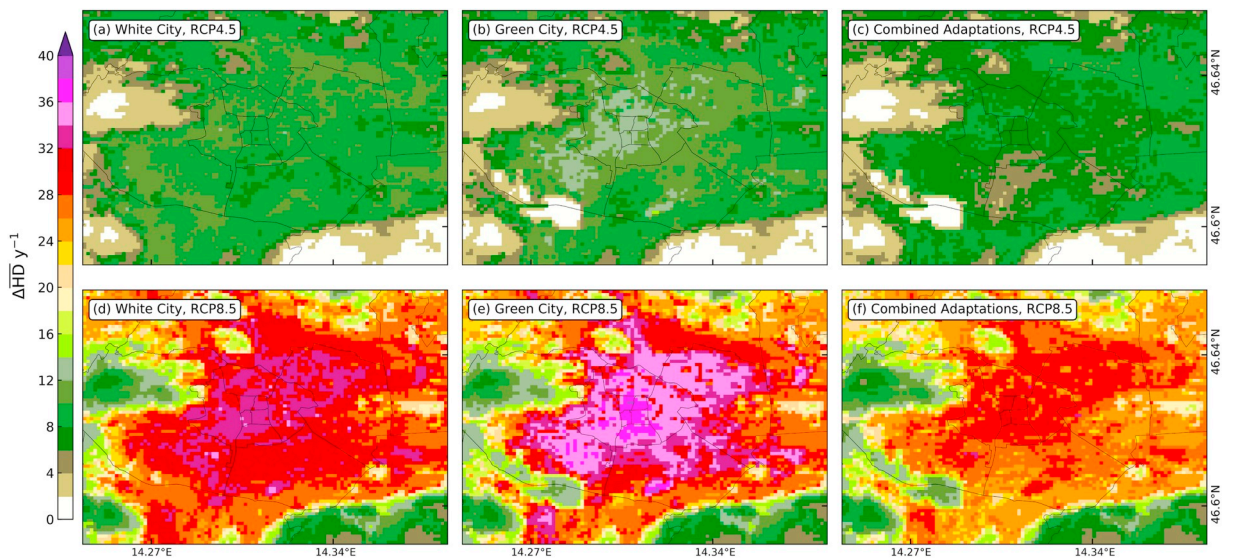 (a) White City, RCP4.5
(b) Green City, RCP4.5
(c) Combined Adaptations, RCP4.5
40
36
32
28
24
20
16
12
8
4
0
ΔHD y⁻¹
46.64°N
46.6°N
(d) White City, RCP8.5
(e) Green City, RCP8.5
(f) Combined Adaptations, RCP8.5
46.64°N
46.6°N
14.27°E
14.34°E
14.27°E
14.34°E
14.27°E
14.34°E